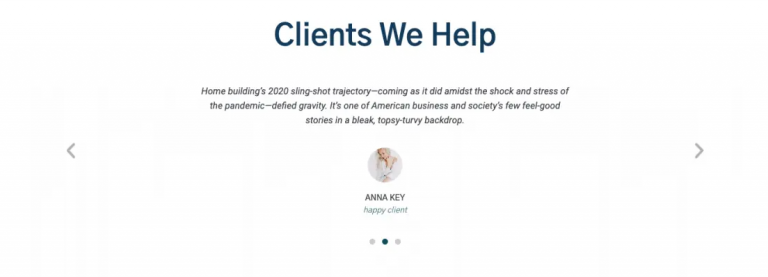 Clients We Help
Home building's 2020 sling-shot trajectory—coming as it did amidst the shock and stress of
the pandemic—defied gravity. It's one of American business and society's few feel-good
stories in a bleak, topsy-turvy backdrop.
ANNA KEY
happy client